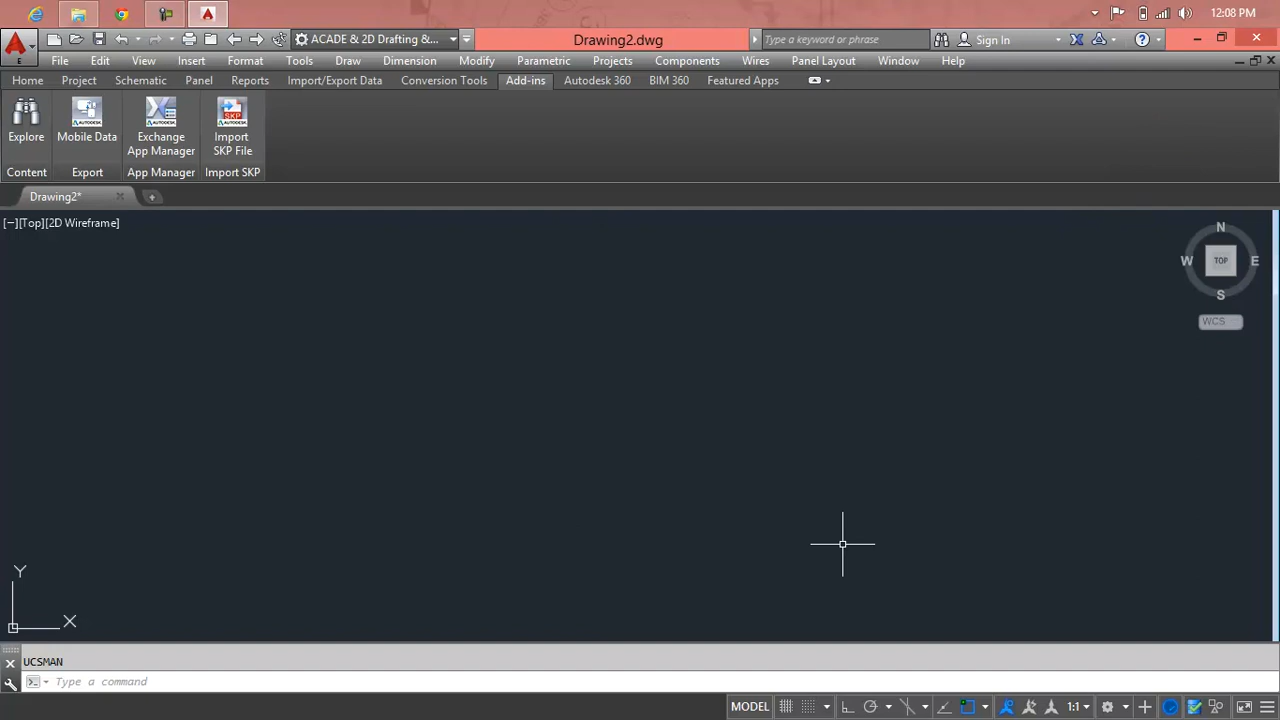 12:08 PM
ACADE & 2D Drafting &...
Drawing2.dwg
Type a keyword or phrase
Sign In
E
File Edit View Insert Format Tools Draw Dimension Modify Parametric Projects Components Wires Panel Layout Window Help
Home Project Schematic Panel Reports Import/Export Data Conversion Tools Add-ins Autodesk 360 BIM 360 Featured Apps
SKP
Explore Mobile Data Exchange Import
App Manager SKP File
Content Export App Manager Import SKP
Drawing2*
[−][Top][2D Wireframe]
N
W TOP E
S
WCS
Y
X
UCSMAN
Type a command
MODEL 1:1